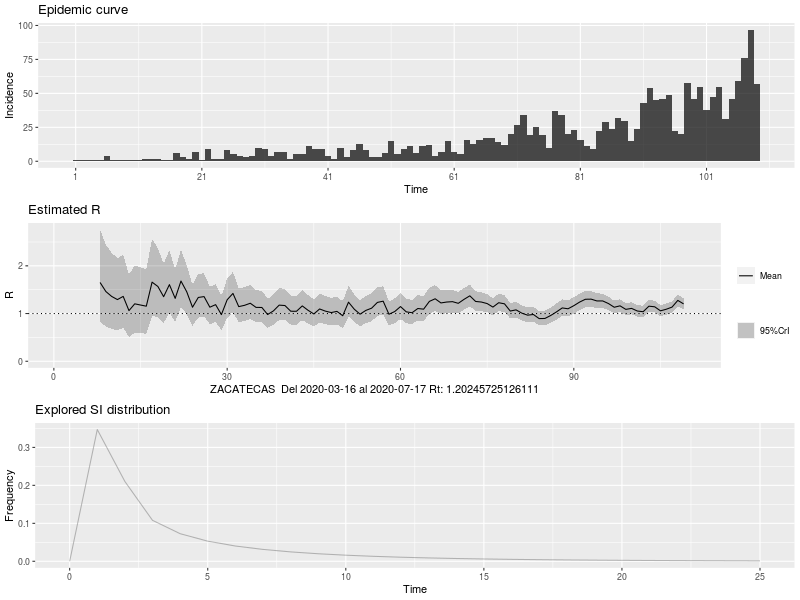 Epidemic curve
100
75
50
25
0
Incidence
1 21 41 61 81 101
Time
Estimated R
2
1
0
R
0 30 60 90
ZACATECAS Del 2020-03-16 al 2020-07-17 Rt: 1.20245725126111
Mean
95%CrI
Explored SI distribution
0.3
0.2
0.1
0.0
Frequency
0 5 10 15 20 25
Time